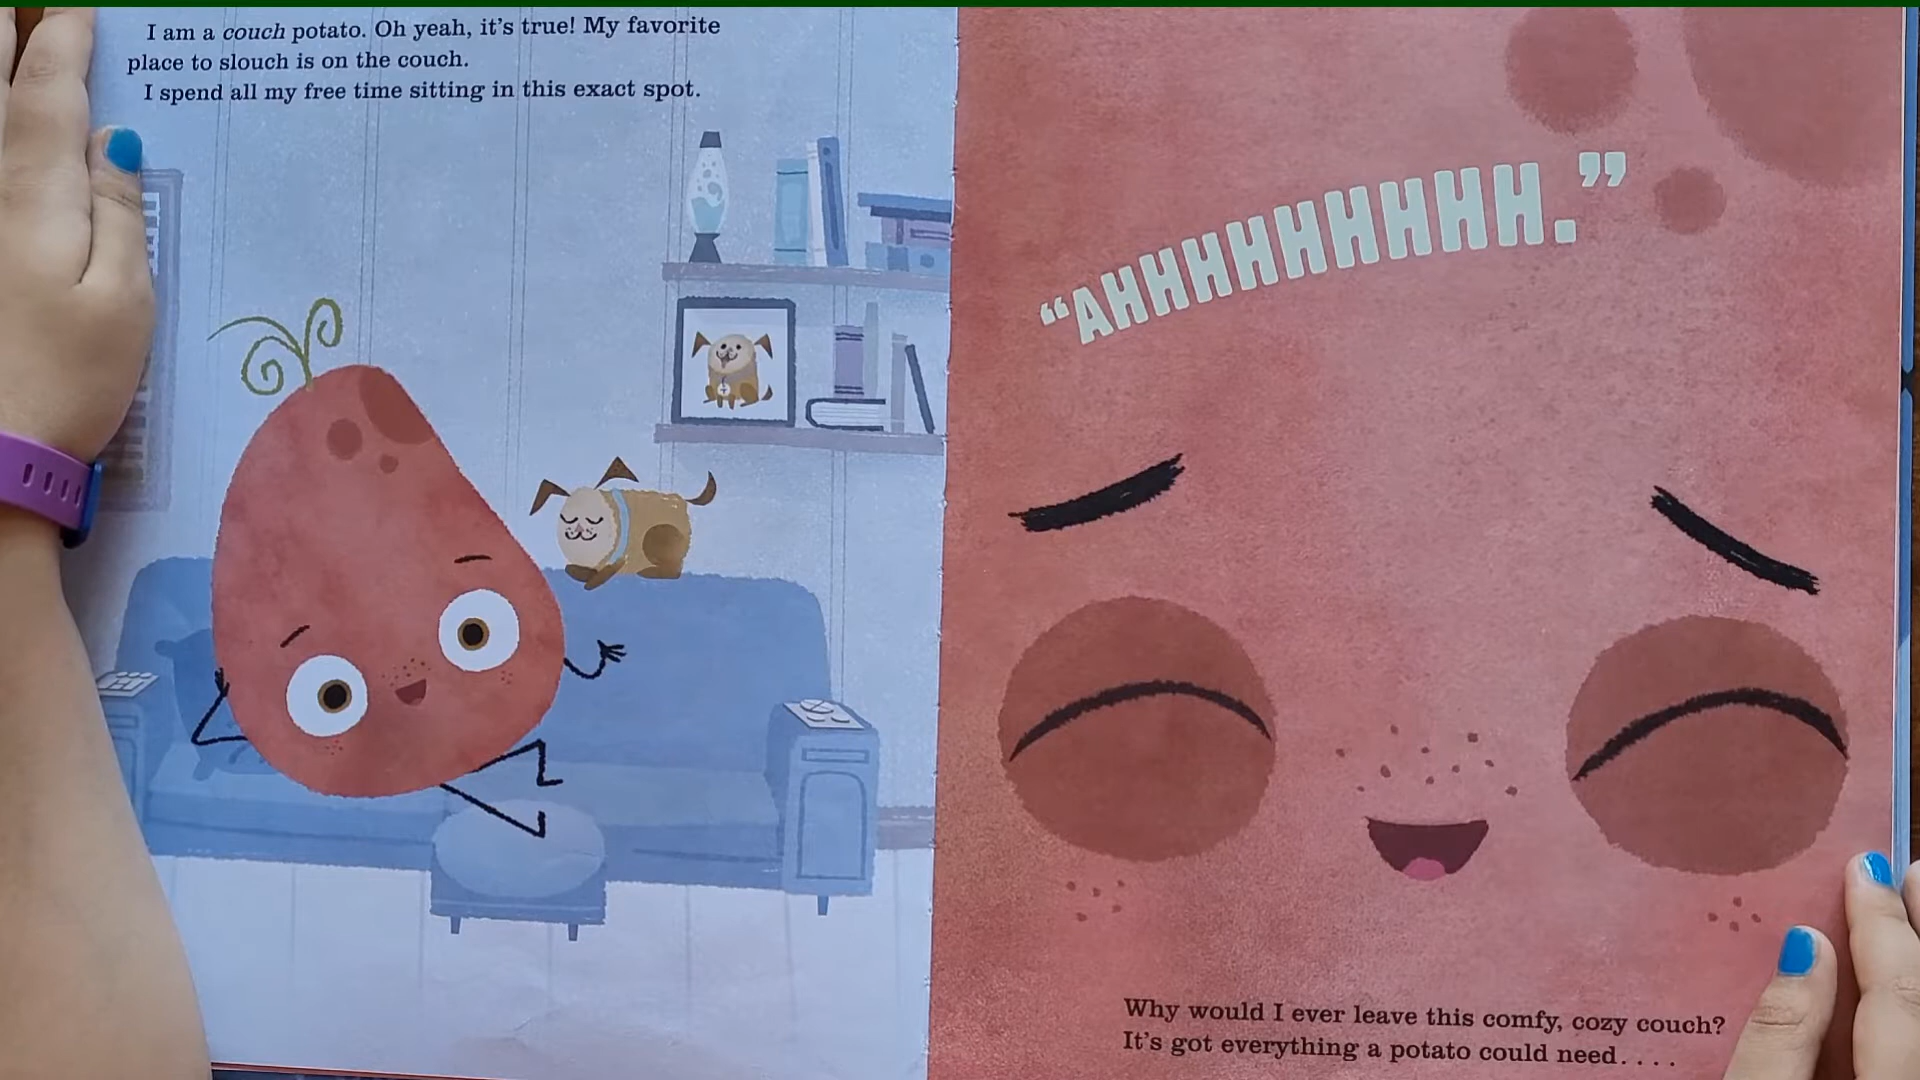 I am a couch potato. Oh yeah, it's true! My favorite
place to slouch is on the couch.
I spend all my free time sitting in this exact spot.
“AHHHHHHHHH.”
Why would I ever leave this comfy, cozy couch?
It's got everything a potato could need. . . .